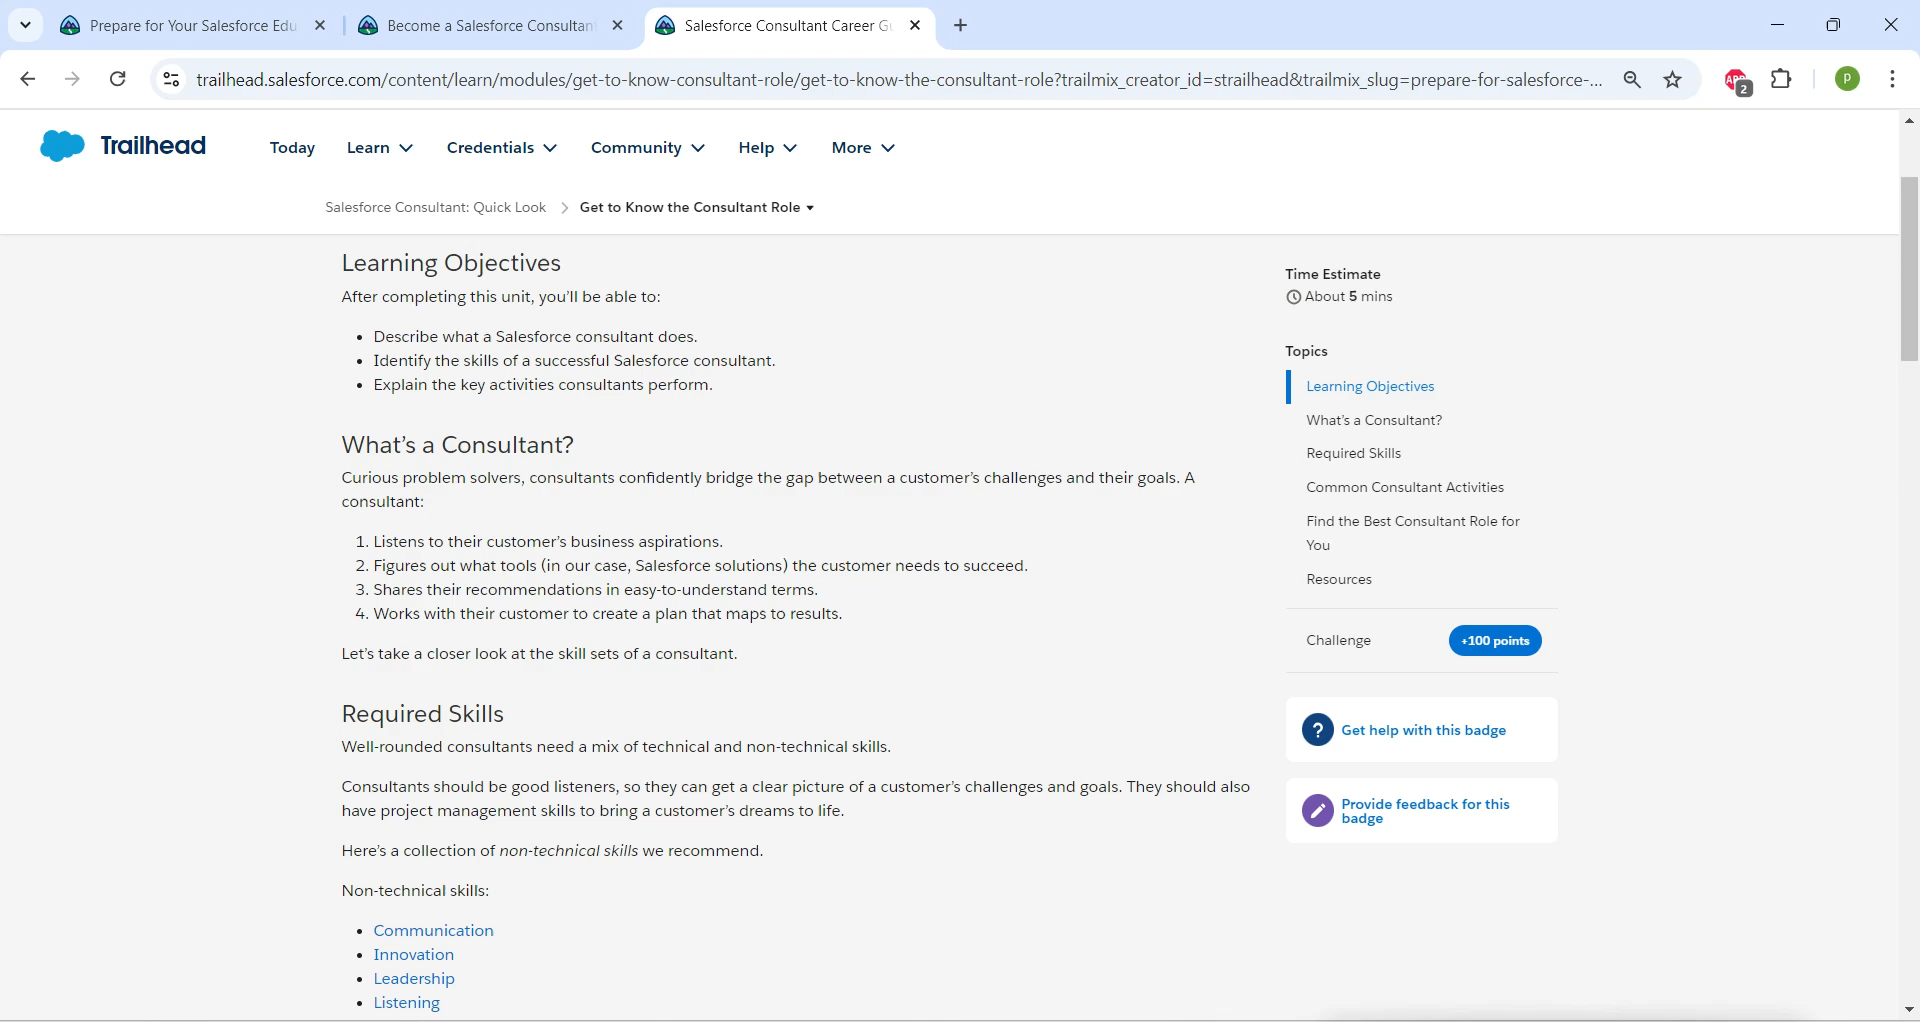 Prepare for Your Salesforce Edu
Become a Salesforce Consultan
Salesforce Consultant Career G
trailhead.salesforce.com/content/learn/modules/get-to-know-consultant-role/get-to-know-the-consultant-role?trailmix_creator_id=strailhead&trailmix_slug=prepare-for-salesforce-...
ABP
2
P
Trailhead
Today
Learn
Credentials
Community
Help
More
Salesforce Consultant: Quick Look
Get to Know the Consultant Role
Learning Objectives
After completing this unit, you'll be able to:
• Describe what a Salesforce consultant does.
• Identify the skills of a successful Salesforce consultant.
• Explain the key activities consultants perform.
What's a Consultant?
Curious problem solvers, consultants confidently bridge the gap between a customer's challenges and their goals. A
consultant:
1. Listens to their customer's business aspirations.
2. Figures out what tools (in our case, Salesforce solutions) the customer needs to succeed.
3. Shares their recommendations in easy-to-understand terms.
4. Works with their customer to create a plan that maps to results.
Let's take a closer look at the skill sets of a consultant.
Required Skills
Well-rounded consultants need a mix of technical and non-technical skills.
Consultants should be good listeners, so they can get a clear picture of a customer's challenges and goals. They should also
have project management skills to bring a customer's dreams to life.
Here's a collection of non-technical skills we recommend.
Non-technical skills:
• Communication
• Innovation
• Leadership
• Listening
Time Estimate
About 5 mins
Topics
Learning Objectives
What's a Consultant?
Required Skills
Common Consultant Activities
Find the Best Consultant Role for
You
Resources
Challenge
+100 points
? Get help with this badge
Provide feedback for this
badge